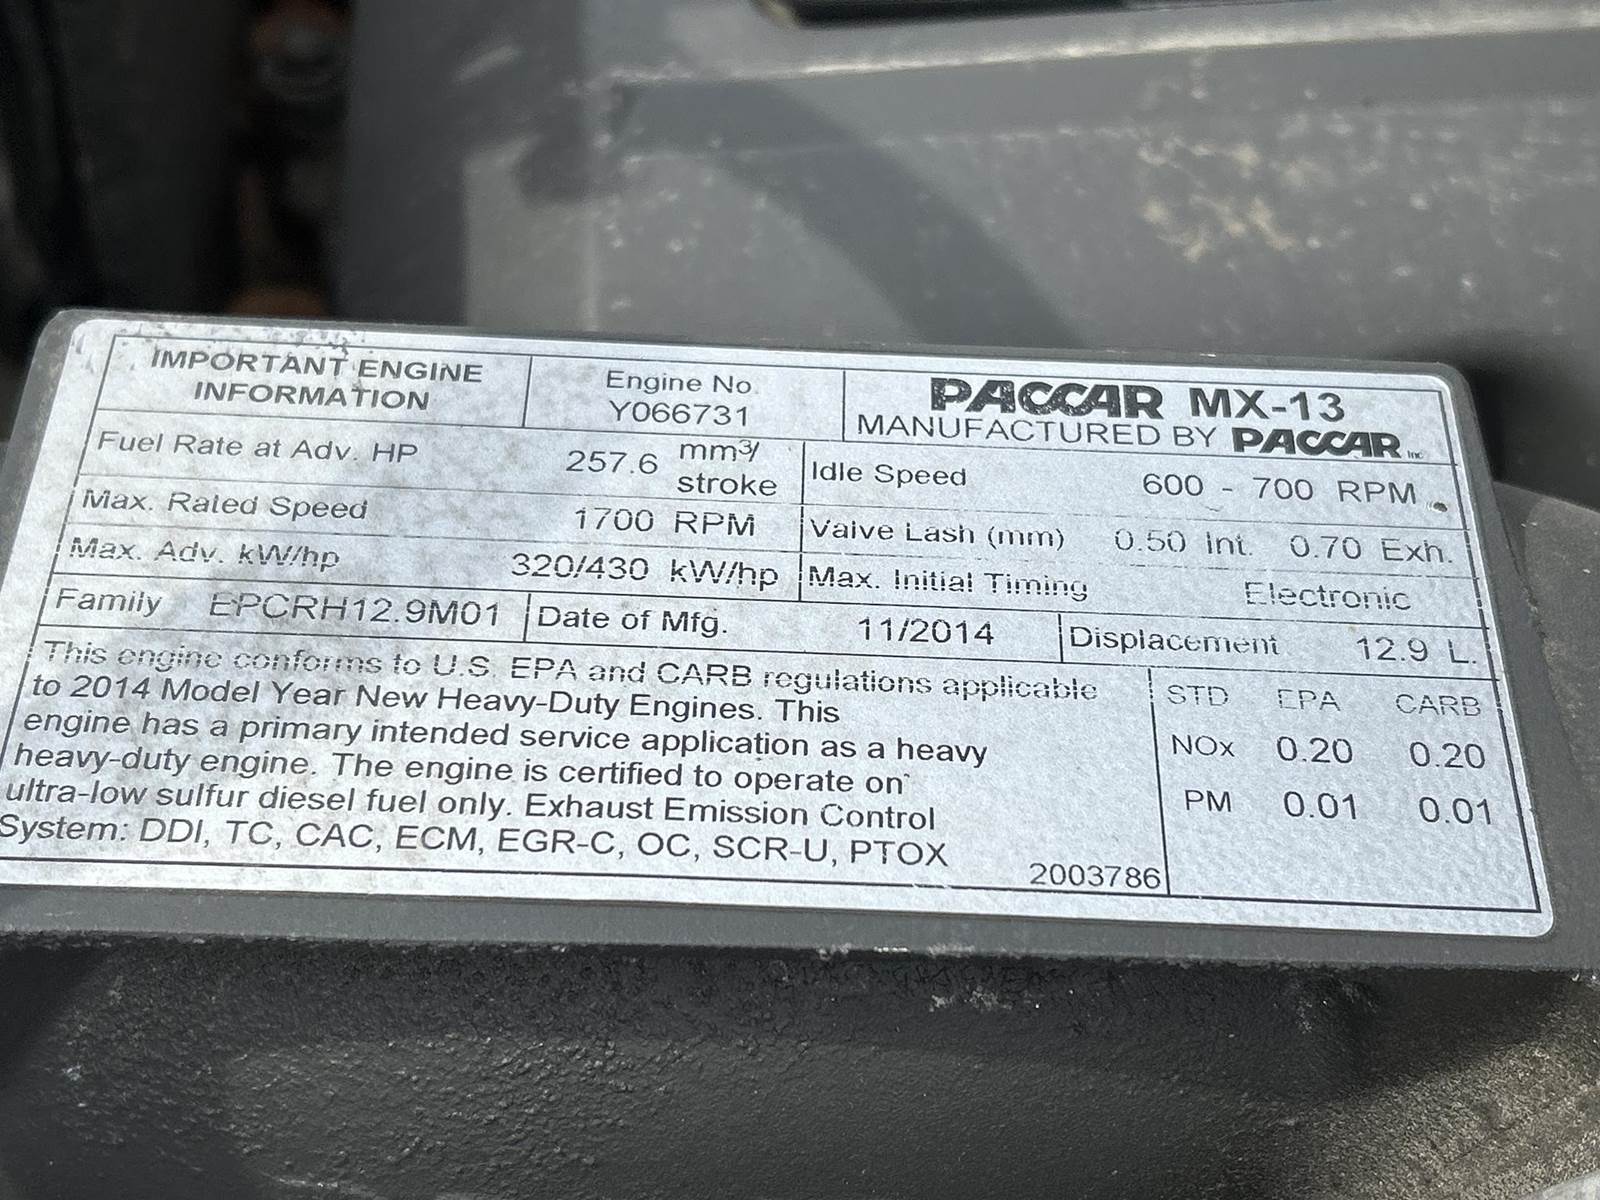 IMPORTANT ENGINE
INFORMATION
Engine No.
Y066731
PACCAR MX-13
MANUFACTURED BY PACCAR Inc
Fuel Rate at Adv. HP 257.6 mm³/
stroke
Idle Speed 600 - 700 RPM
Max. Rated Speed 1700 RPM
Valve Lash (mm) 0.50 Int. 0.70 Exh.
Max. Adv. kW/hp 320/430 kW/hp
Max. Initial Timing Electronic
Family EPCRH12.9M01
Date of Mfg. 11/2014
Displacement 12.9 L.
This engine conforms to U.S. EPA and CARB regulations applicable
to 2014 Model Year New Heavy-Duty Engines. This
engine has a primary intended service application as a heavy
heavy-duty engine. The engine is certified to operate on
ultra-low sulfur diesel fuel only. Exhaust Emission Control
System: DDI, TC, CAC, ECM, EGR-C, OC, SCR-U, PTOX
2003786
STD EPA CARB
NOx 0.20 0.20
PM 0.01 0.01